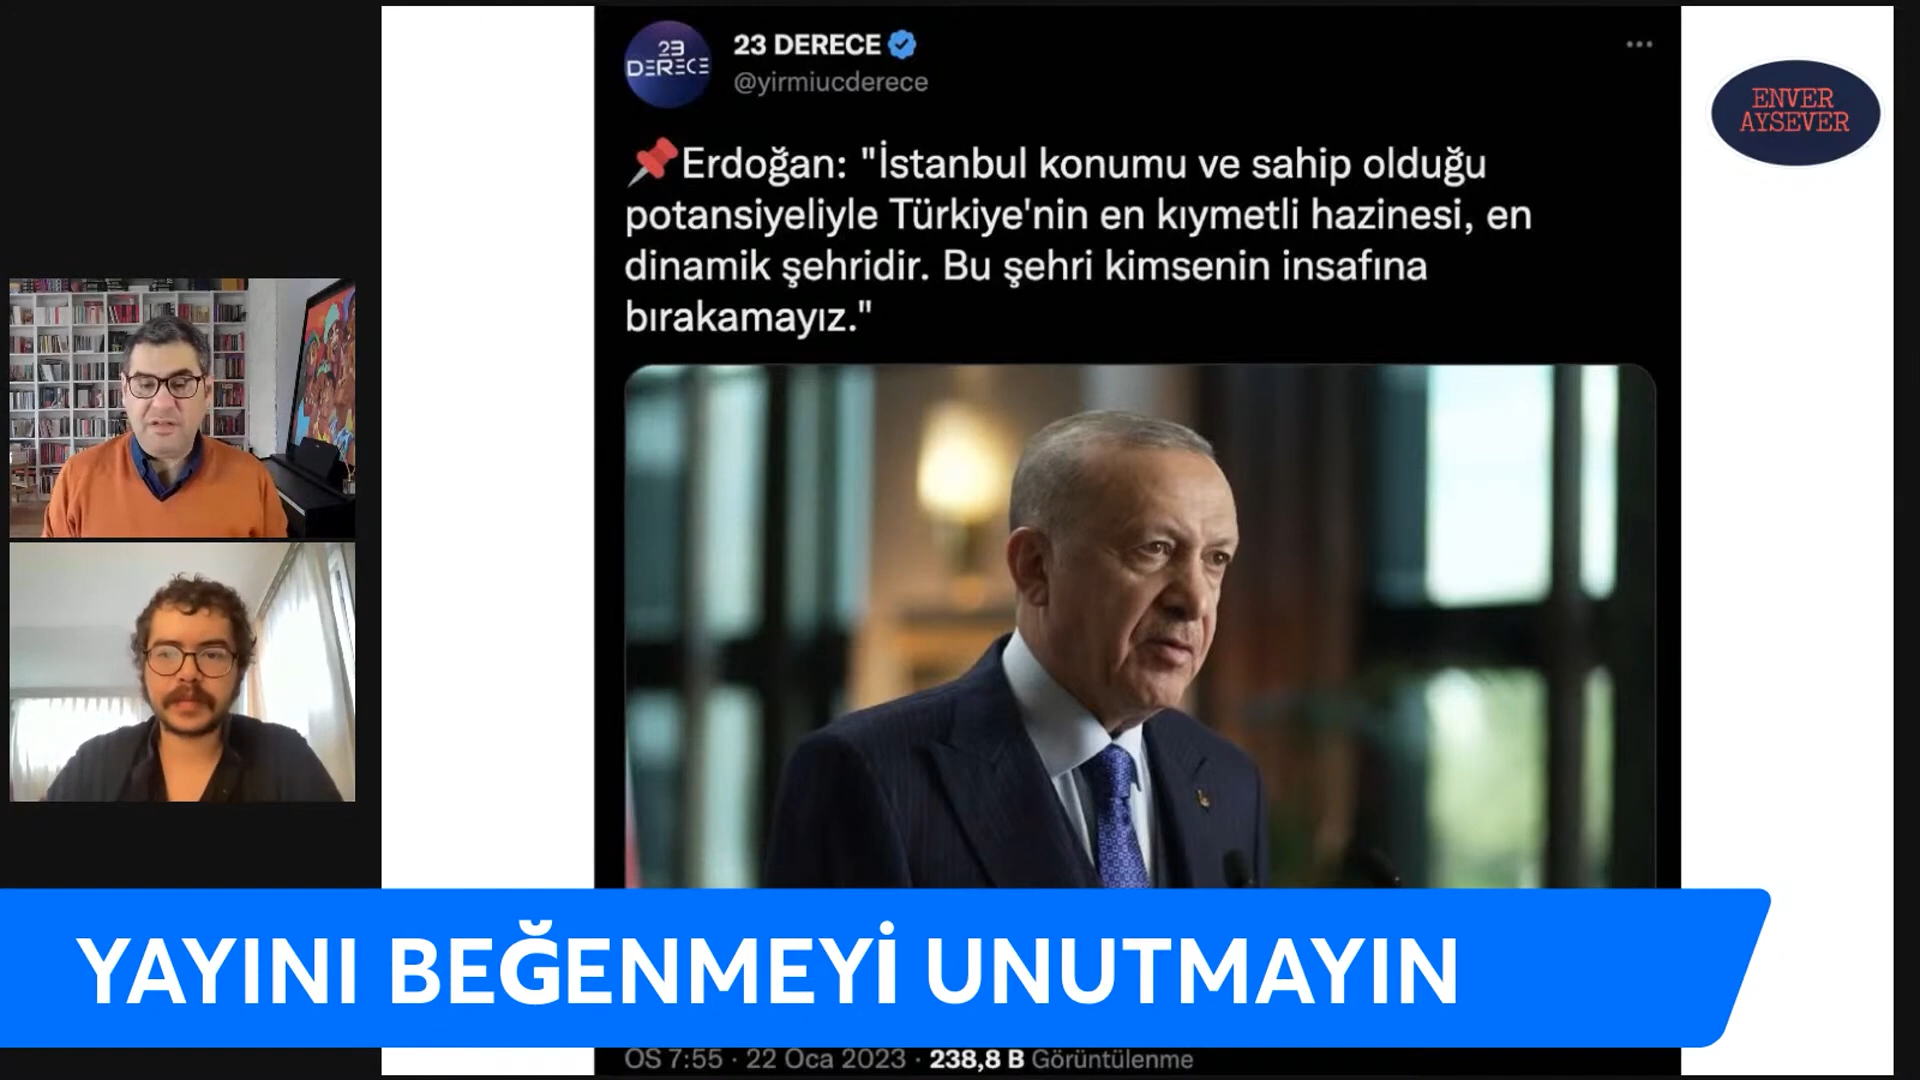 23
DERECE
23 DERECE
@yirmiucderece
ENVER
AYSEVER
Erdoğan: "İstanbul konumu ve sahip olduğu
potansiyeliyle Türkiye'nin en kıymetli hazinesi, en
dinamik şehridir. Bu şehri kimsenin insafına
bırakamayız."
YAYINI BEĞENMEYİ UNUTMAYIN
ÖS 7:55 · 22 Oca 2023 · 238,8 B Görüntülenme